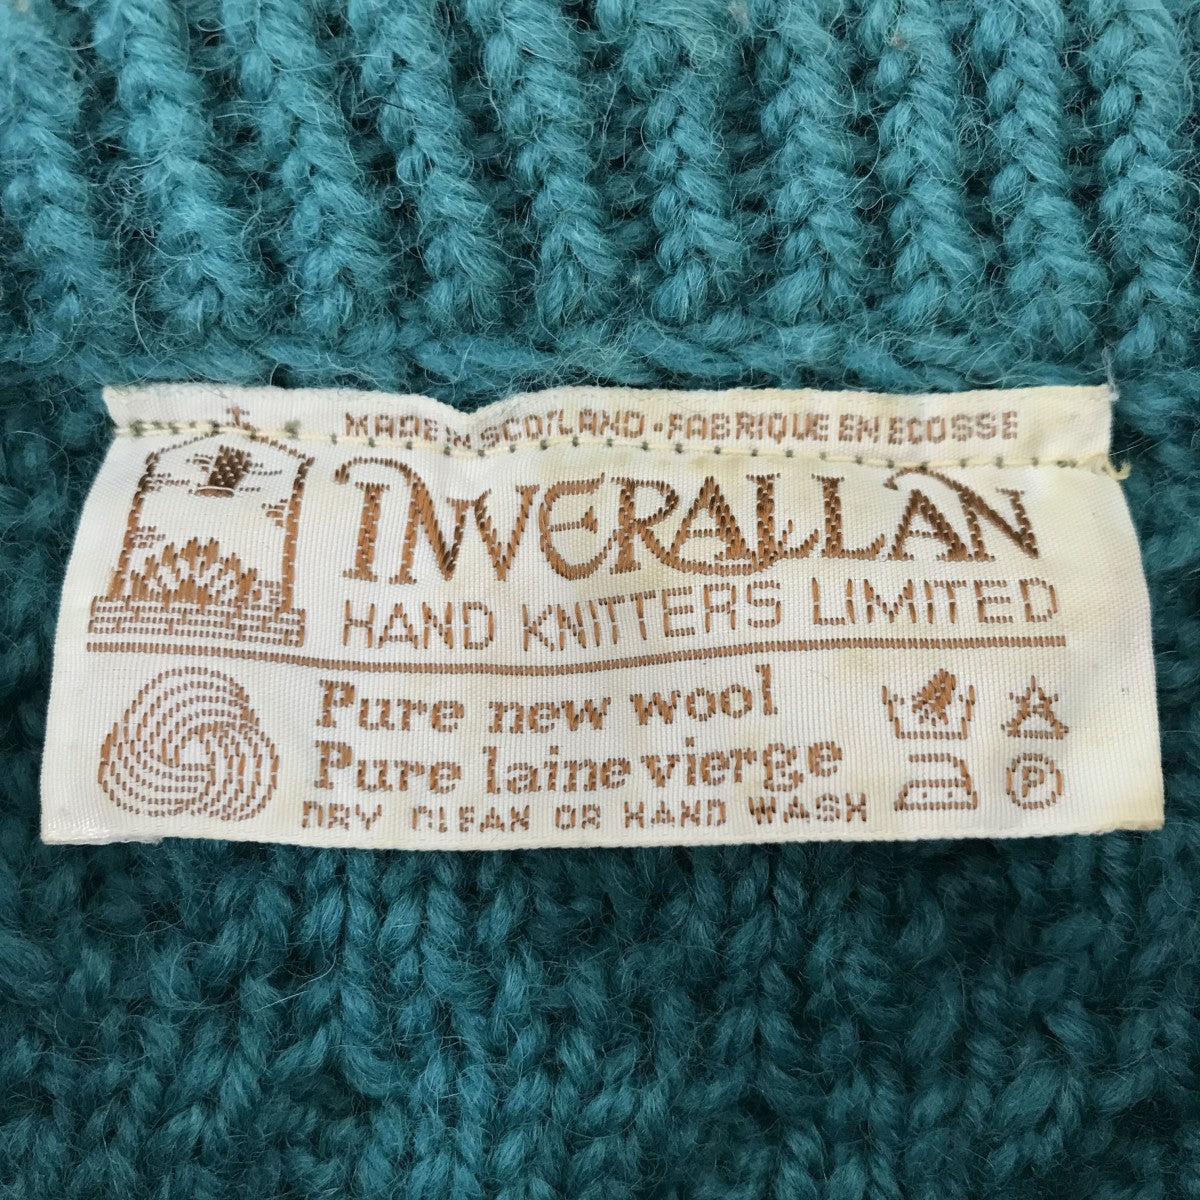 MADE IN SCOTLAND • FABRIQUE EN ECOSSE
INVERALLAN
HAND KNITTERS LIMITED
Pure new wool
Pure laine vierge
DRY CLEAN OR HAND WASH
P